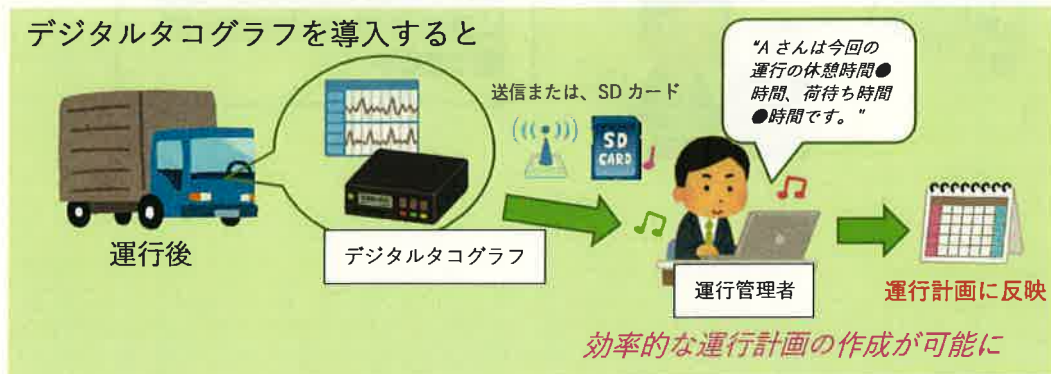 デジタルタコグラフを導入すると
"Aさんは今回の
運行の休憩時間●
時間、荷待ち時間
●時間です。"
送信または、SDカード
SD
CARD
運行後
デジタルタコグラフ
運行管理者
運行計画に反映
効率的な運行計画の作成が可能に